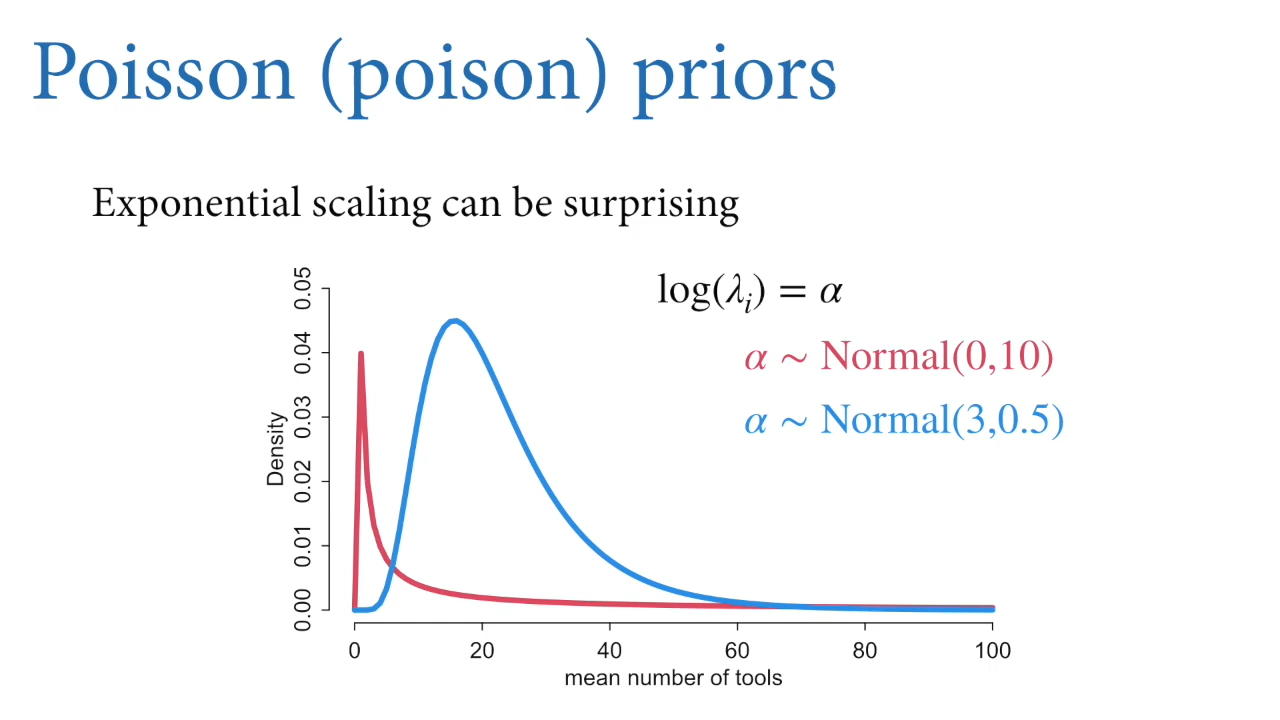 Poisson (poison) priors
Exponential scaling can be surprising
log(λᵢ) = α
α ~ Normal(0,10)
α ~ Normal(3,0.5)
Density
0.05
0.04
0.03
0.02
0.01
0.00
0 20 40 60 80 100
mean number of tools